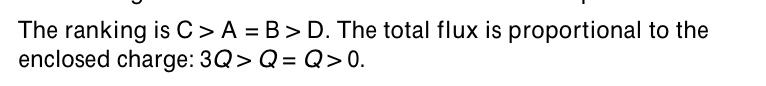 The ranking is C > A = B > D. The total flux is proportional to the
enclosed charge: 3Q > Q = Q > 0.